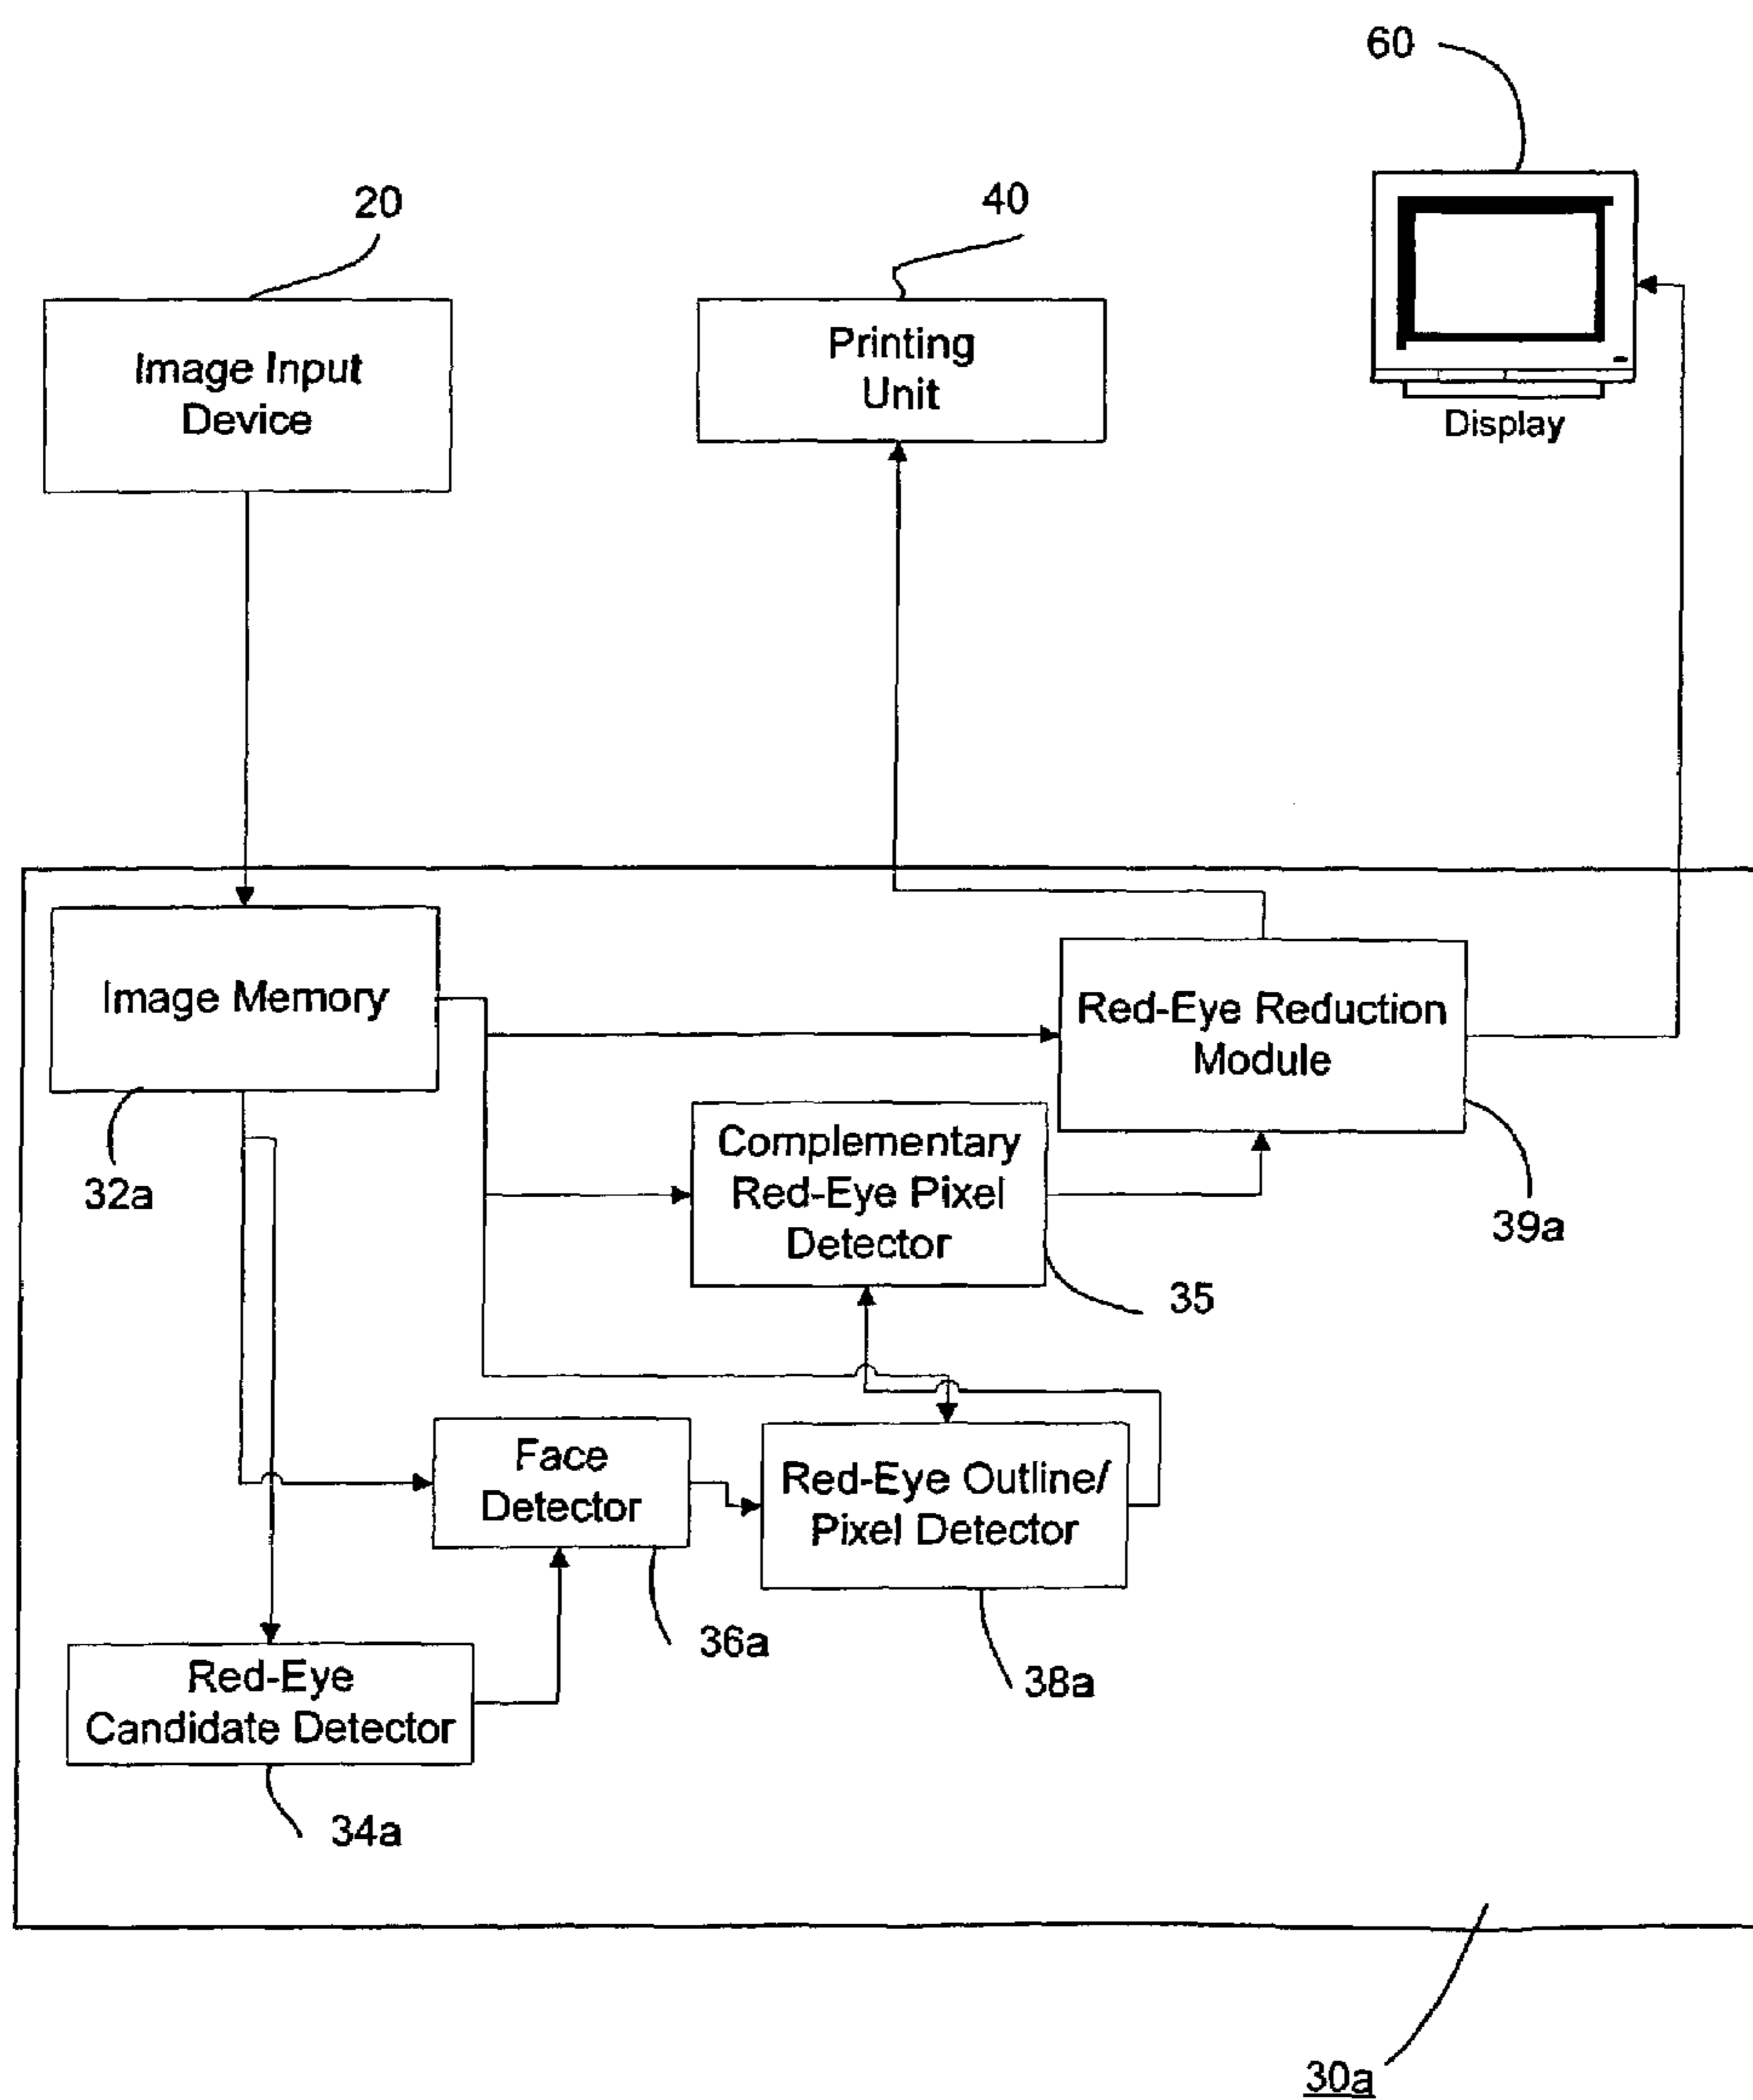 60
20
40
Image Input
Device
Printing
Unit
Display
Image Memory
Red-Eye Reduction
Module
32a
Complementary
Red-Eye Pixel
Detector
39a
35
Face
Detector
Red-Eye Outline/
Pixel Detector
36a
38a
Red-Eye
Candidate Detector
34a
30a